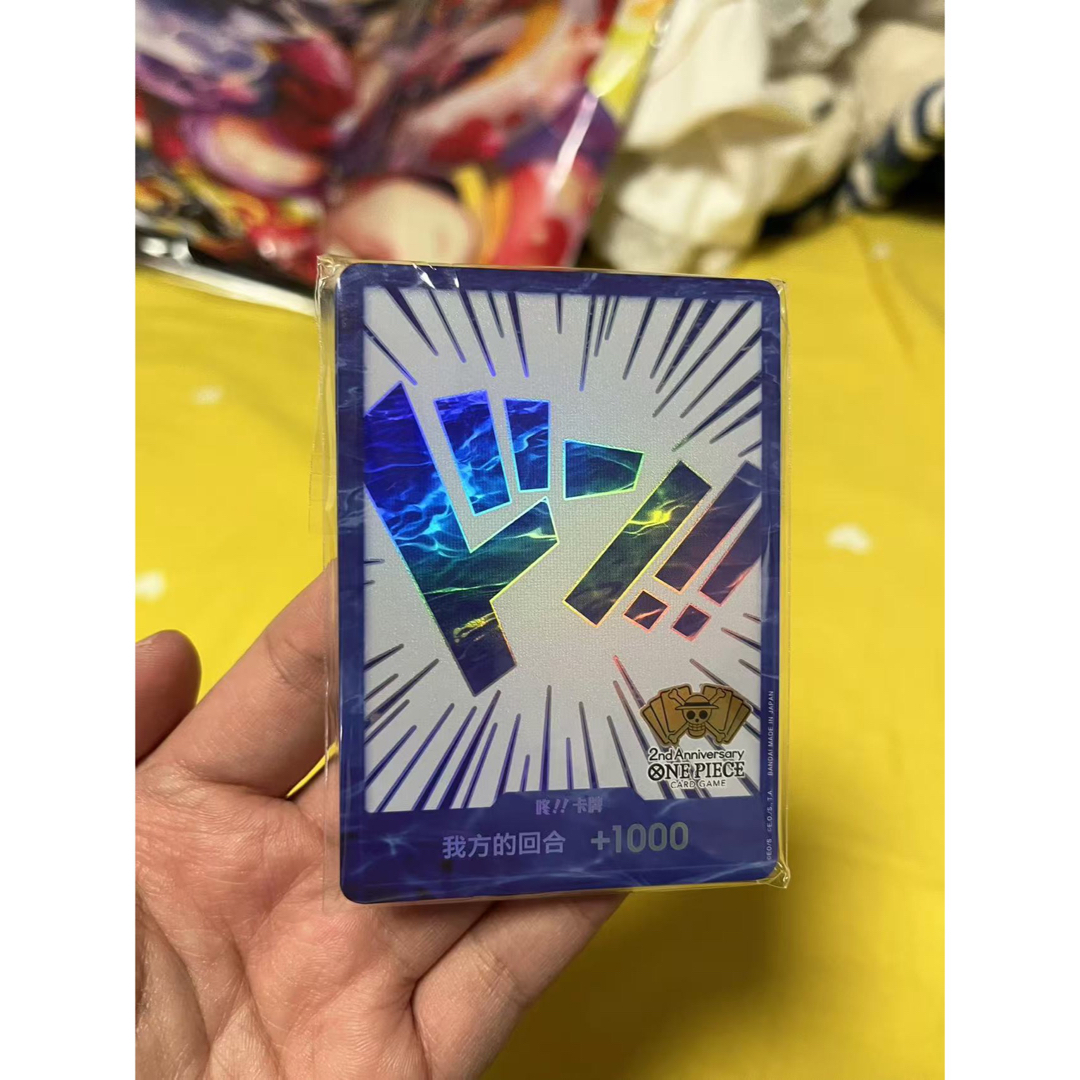 ドン!!
2nd Anniversary
ONE PIECE
CARD GAME
咚!! 卡牌
我方的回合 +1000
©E.O/S ©E.O./S., T.A. BANDAI MADE IN JAPAN